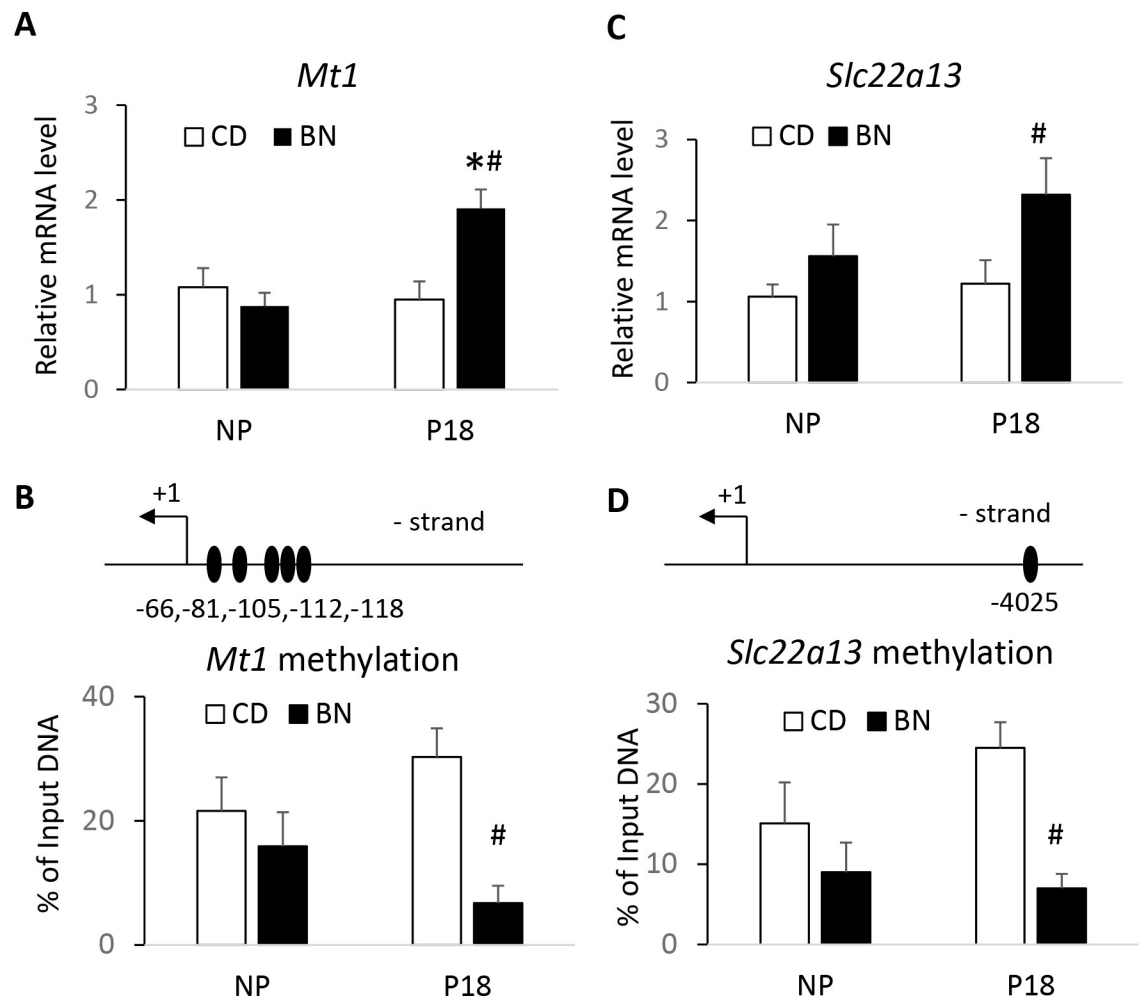 A
Mt1
Relative mRNA level
3
2
1
0
CD BN
*#
NP P18
C
Slc22a13
Relative mRNA level
3
2
1
0
CD BN
#
NP P18
B
+1
- strand
-66,-81,-105,-112,-118
Mt1 methylation
% of Input DNA
40
20
0
CD BN
#
NP P18
D
+1
- strand
-4025
Slc22a13 methylation
% of Input DNA
30
20
10
0
CD BN
#
NP P18